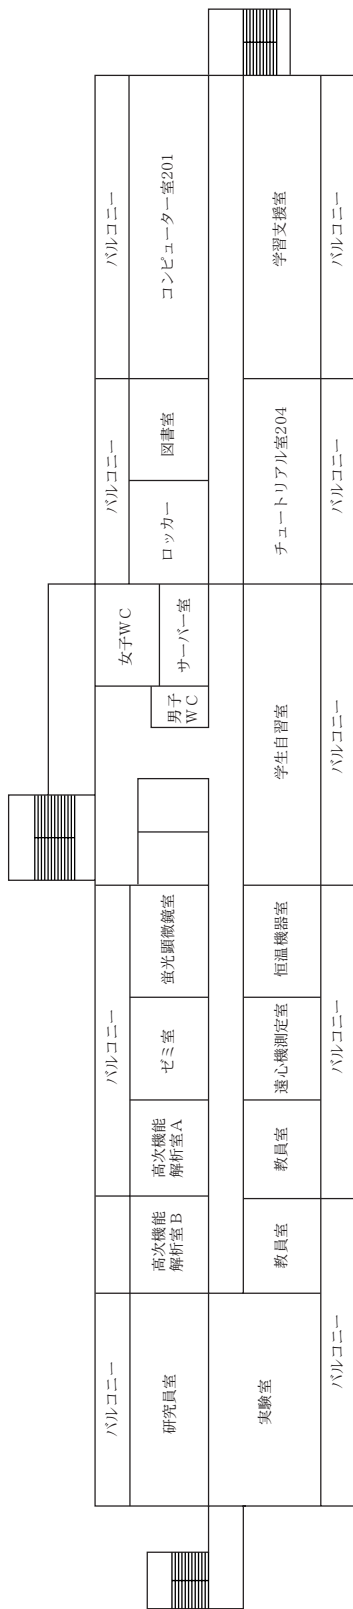 バルコニー
バルコニー
バルコニー
バルコニー
研究員室
高次機能
解析室B
高次機能
解析室A
ゼミ室
蛍光顕微鏡室
男子
WC
女子WC
サーバー室
ロッカー
図書室
コンピューター室201
実験室
教員室
教員室
遠心機測定室
恒温機器室
学生自習室
チュートリアル室204
学習支援室
バルコニー
バルコニー
バルコニー
バルコニー
バルコニー